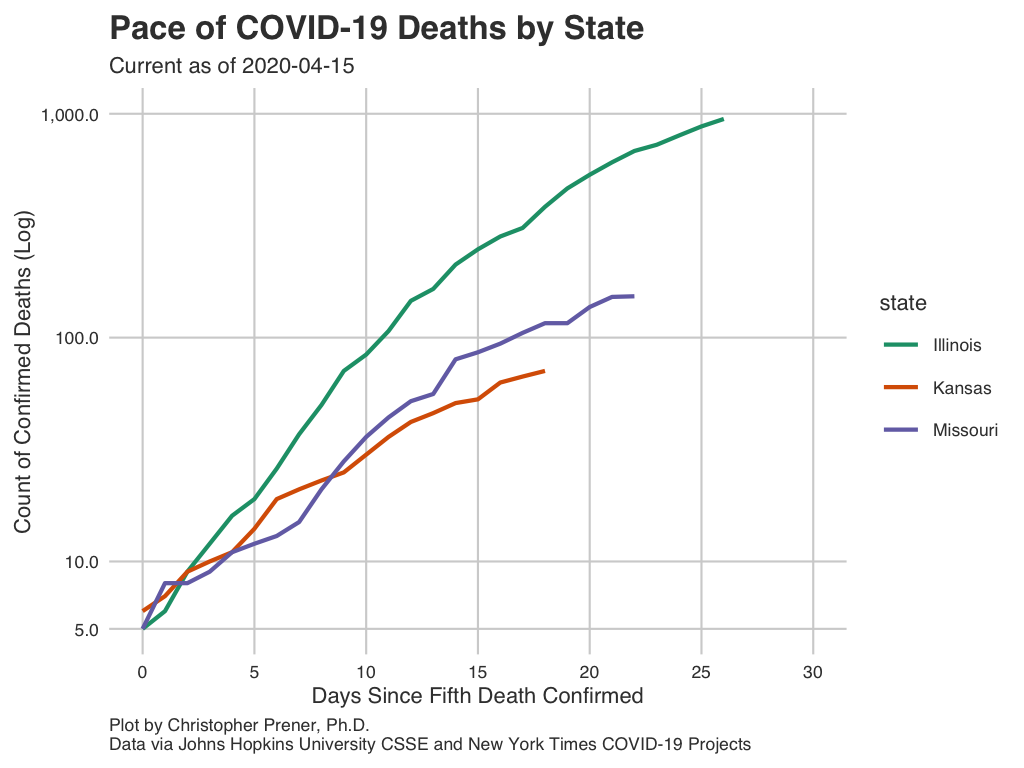 Pace of COVID-19 Deaths by State
Current as of 2020-04-15
Count of Confirmed Deaths (Log)
1,000.0
100.0
10.0
5.0
0 5 10 15 20 25 30
Days Since Fifth Death Confirmed
state
Illinois
Kansas
Missouri
Plot by Christopher Prener, Ph.D.
Data via Johns Hopkins University CSSE and New York Times COVID-19 Projects